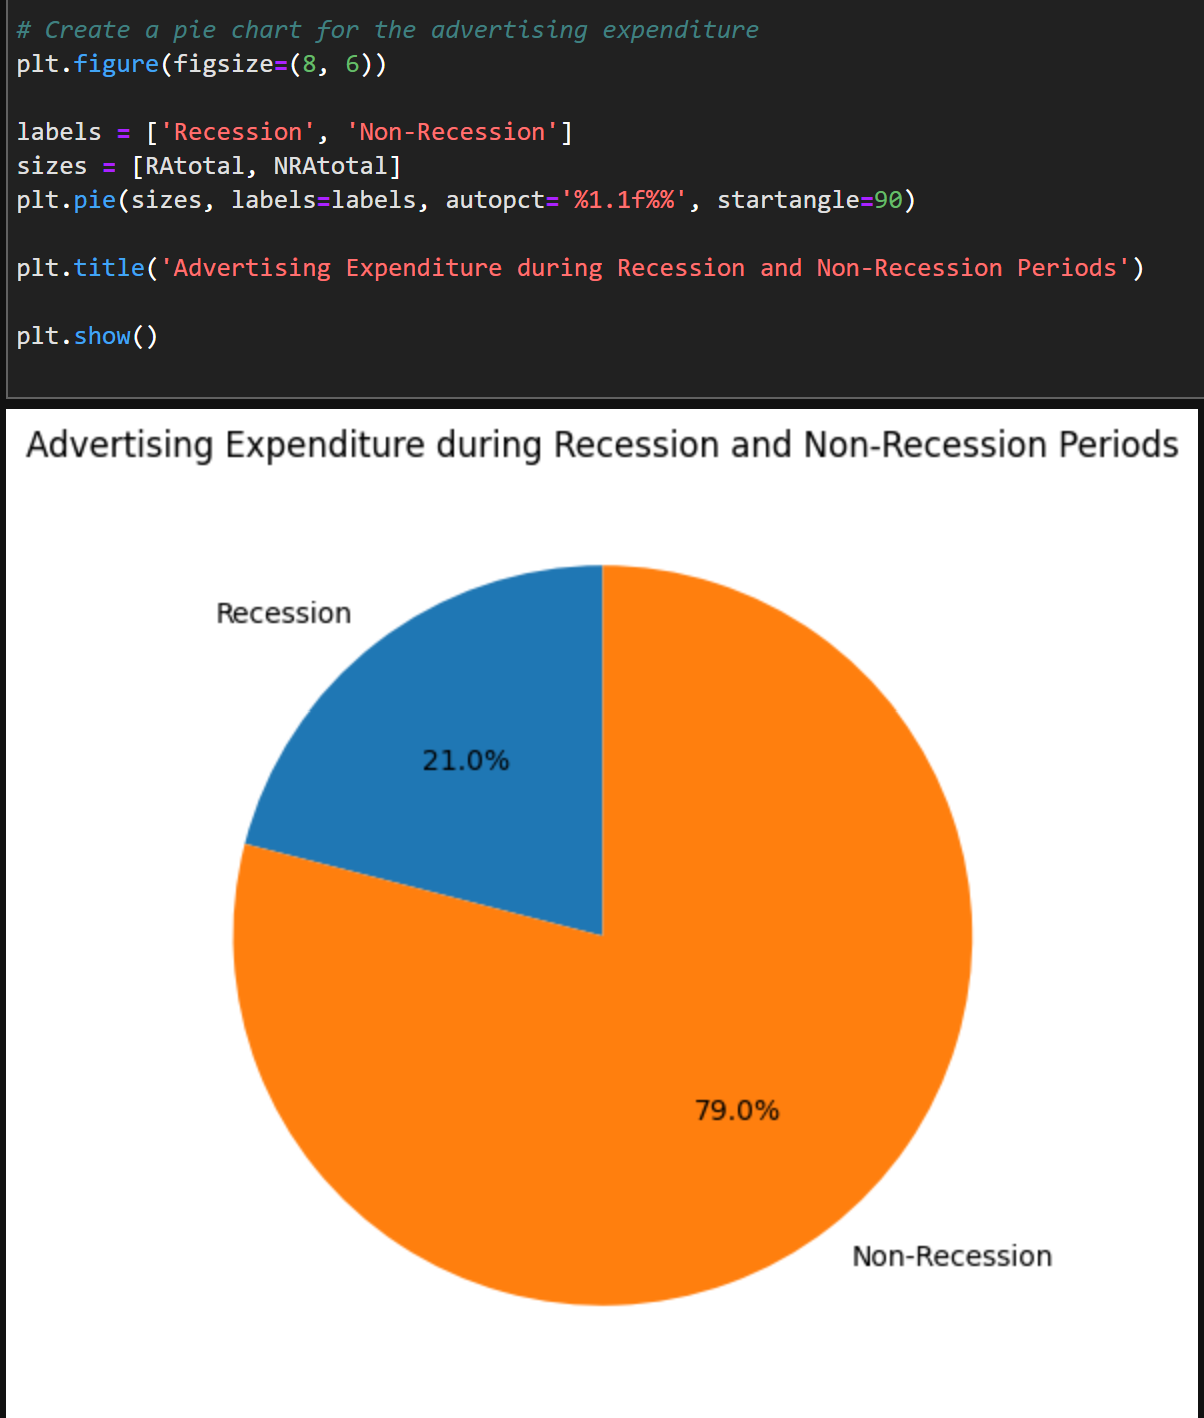 # Create a pie chart for the advertising expenditure
plt.figure(figsize=(8, 6))
labels = ['Recession', 'Non-Recession']
sizes = [RAtotal, NRAtotal]
plt.pie(sizes, labels=labels, autopct='%1.1f%%', startangle=90)
plt.title('Advertising Expenditure during Recession and Non-Recession Periods')
plt.show()
Advertising Expenditure during Recession and Non-Recession Periods
Recession
21.0%
79.0%
Non-Recession